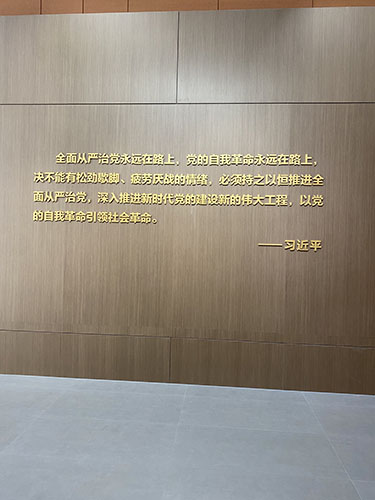 全面从严治党永远在路上，党的自我革命永远在路上，
决不能有松劲歇脚、疲劳厌战的情绪，必须持之以恒推进全
面从严治党，深入推进新时代党的建设新的伟大工程，以党
的自我革命引领社会革命。
——习近平